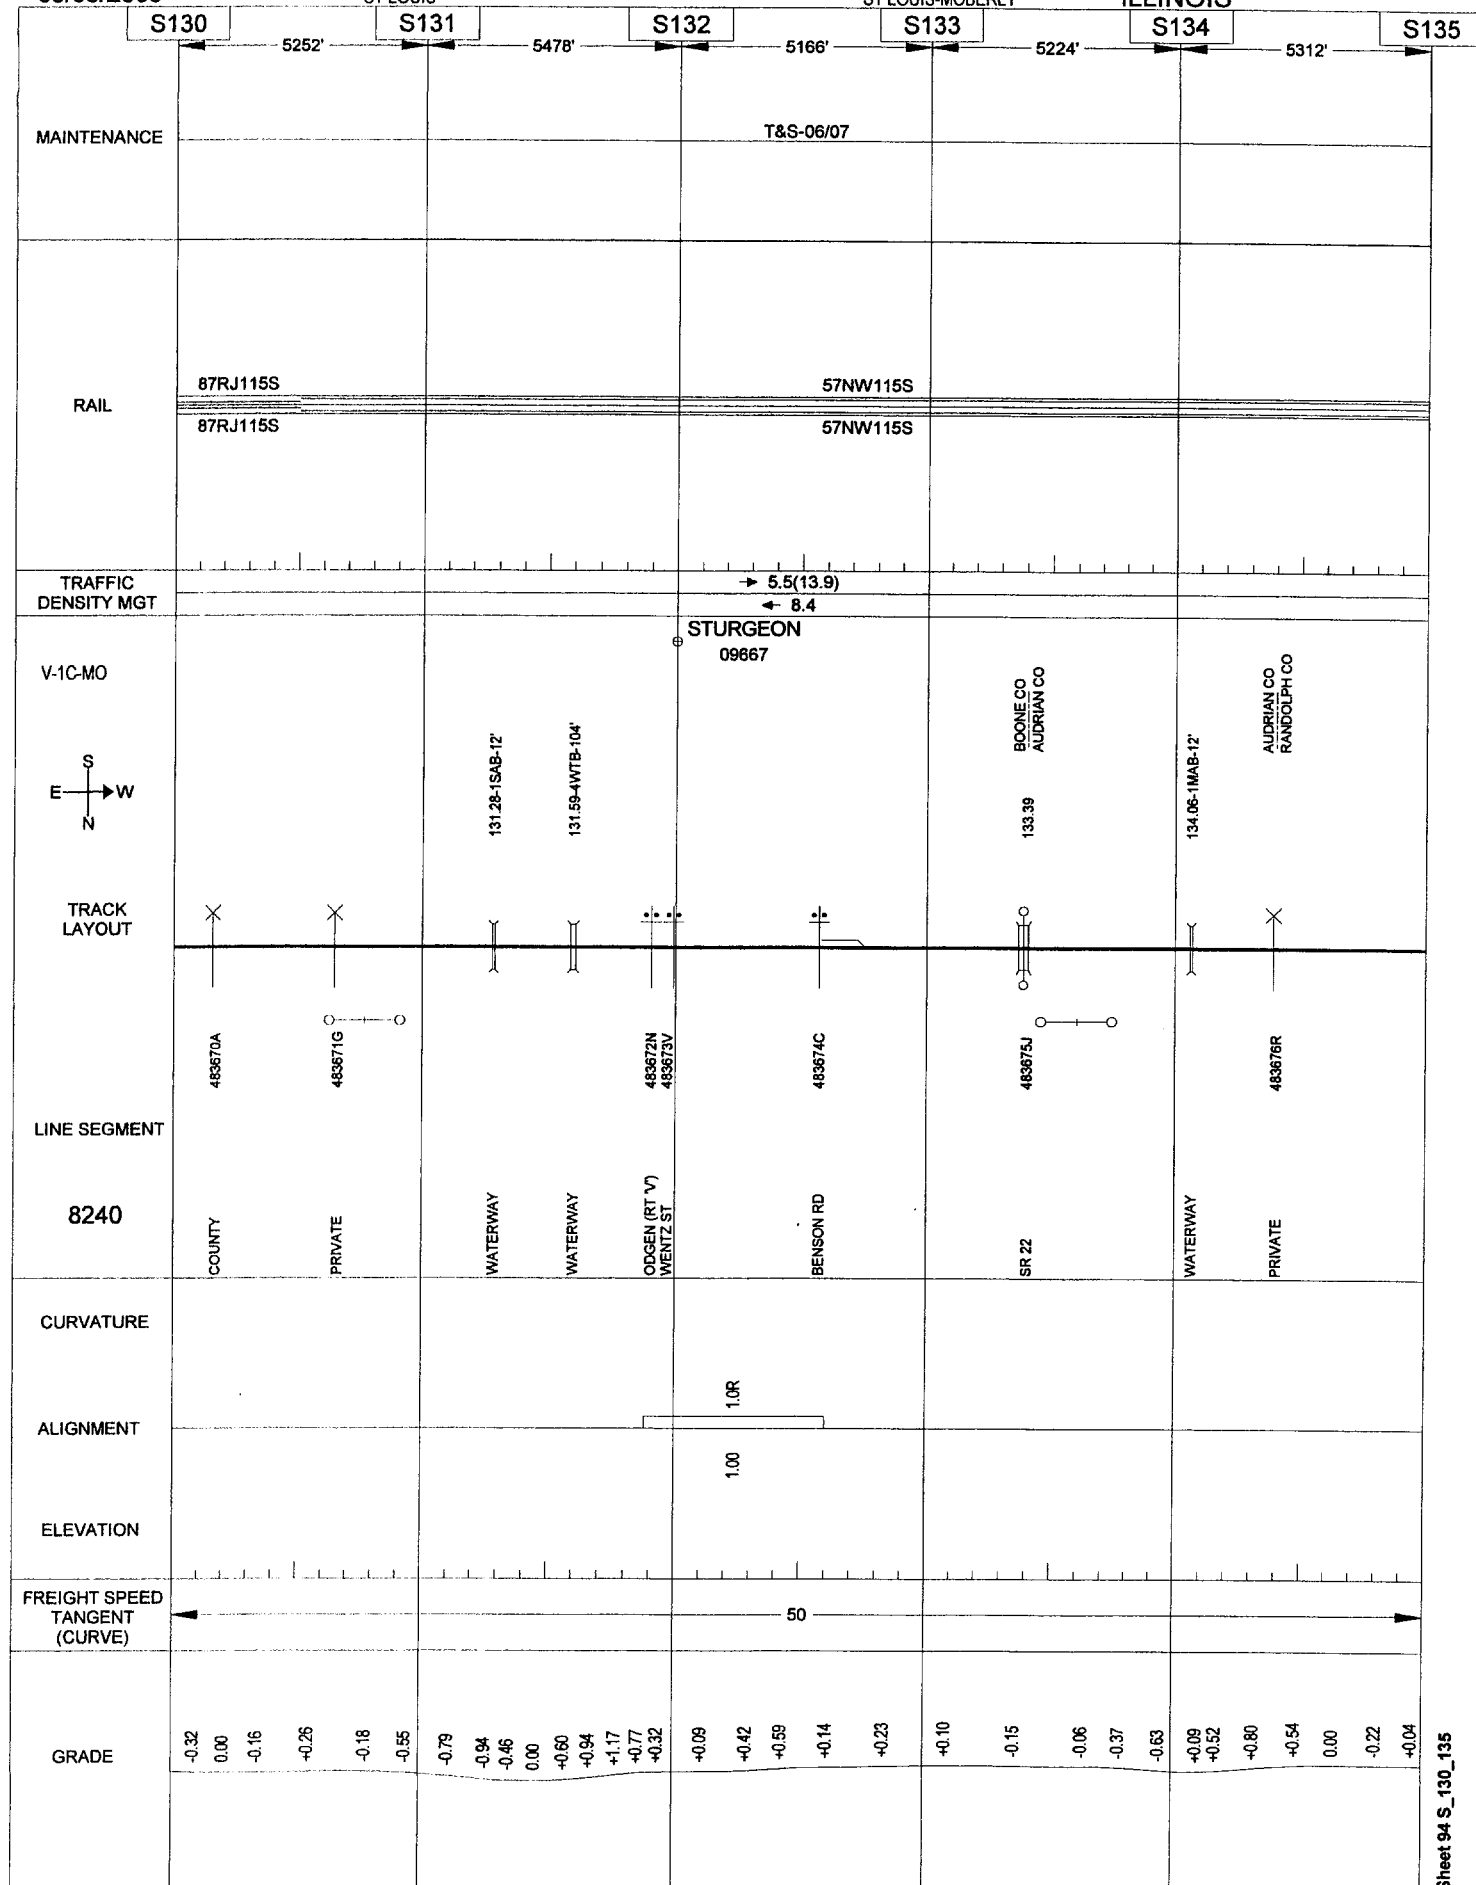 ILLINOIS
S130 S131 S132 S133 S134 S135
5252' 5478' 5166' 5224' 5312'
MAINTENANCE
T&S-06/07
RAIL
87RJ115S 57NW115S
87RJ115S 57NW115S
TRAFFIC
DENSITY MGT
5.5(13.9)
8.4
STURGEON
09667
V-1C-MO
S
E W
N
131.28-1SAB-12'
131.59-4WTB-104'
BOONE CO
AUDRIAN CO
133.39
134.06-1MAB-12'
AUDRIAN CO
RANDOLPH CO
TRACK
LAYOUT
483670A
483671G
483672N
483673V
483674C
483675J
483676R
LINE SEGMENT
8240
COUNTY
PRIVATE
WATERWAY
WATERWAY
ODGEN (RT 'V')
WENTZ ST
BENSON RD
SR 22
WATERWAY
PRIVATE
CURVATURE
1.0R
ALIGNMENT
1.00
ELEVATION
FREIGHT SPEED
TANGENT
(CURVE)
50
GRADE
-0.32
0.00
-0.16
+0.26
-0.18
-0.55
-0.79
-0.94
-0.46
0.00
+0.60
+0.94
+1.17
+0.77
+0.32
+0.09
+0.42
+0.59
+0.14
+0.23
+0.10
-0.15
-0.06
-0.37
-0.63
+0.09
+0.52
+0.80
+0.54
0.00
-0.22
+0.04
Sheet 94 S_130_135